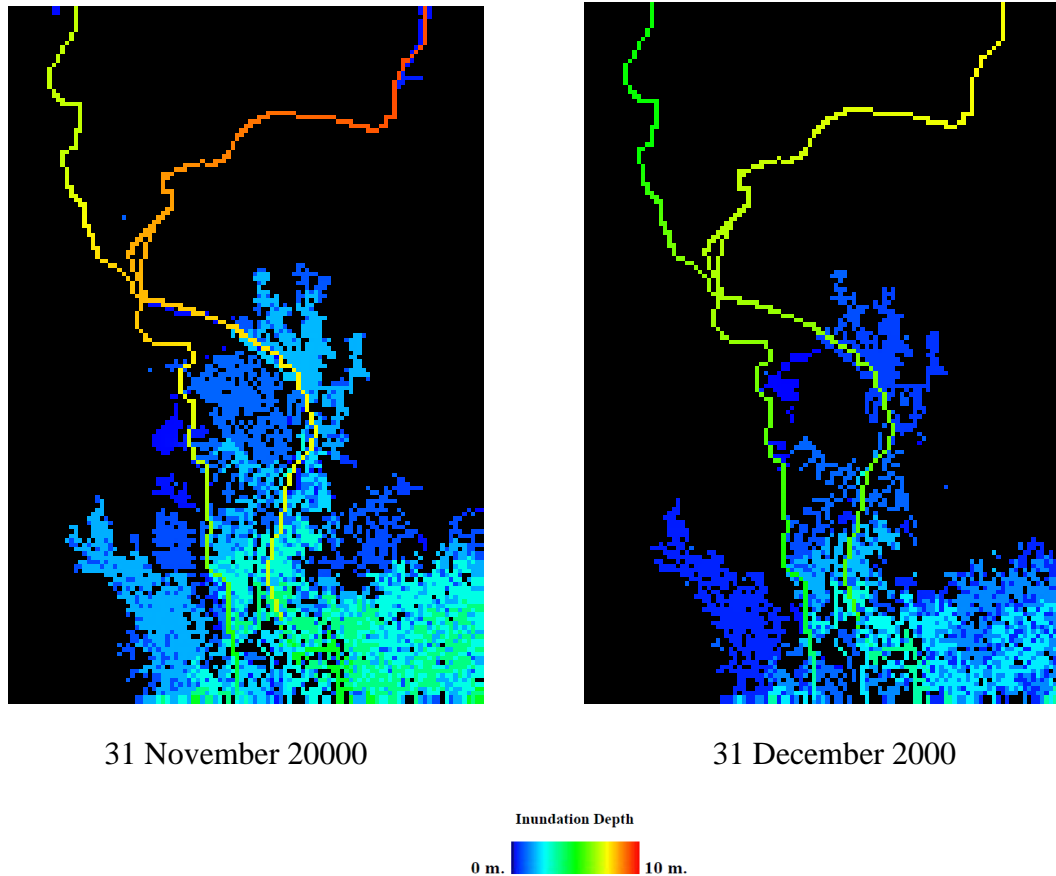 31 November 20000
31 December 2000
Inundation Depth
0 m.
10 m.